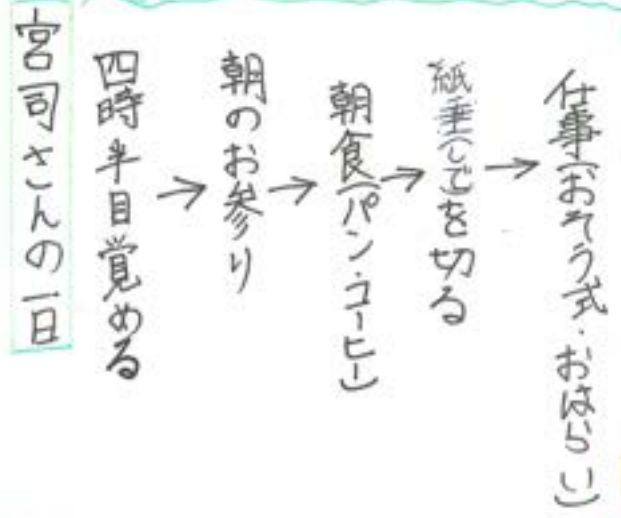 宮司さんの一日
四時半目覚める
→
朝のお参り
→
朝食(パン・コーヒー)
→
紙垂(しで)を切る
→
仕事(おそう式・おはらい)